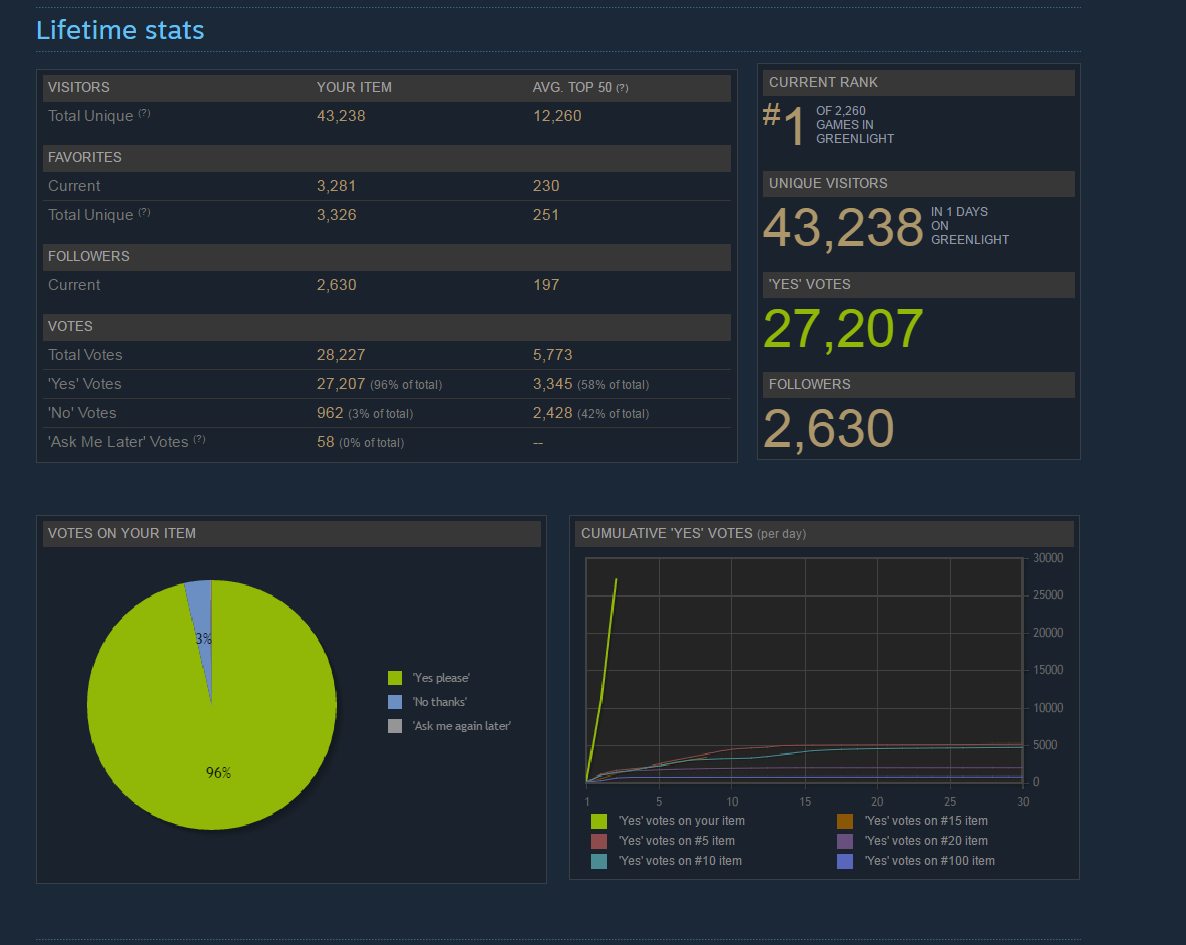 Lifetime stats
VISITORS YOUR ITEM AVG. TOP 50 (?)
Total Unique (?) 43,238 12,260
FAVORITES
Current 3,281 230
Total Unique (?) 3,326 251
FOLLOWERS
Current 2,630 197
VOTES
Total Votes 28,227 5,773
'Yes' Votes 27,207 (96% of total) 3,345 (58% of total)
'No' Votes 962 (3% of total) 2,428 (42% of total)
'Ask Me Later' Votes (?) 58 (0% of total) --
CURRENT RANK
#1 OF 2,260
GAMES IN
GREENLIGHT
UNIQUE VISITORS
43,238 IN 1 DAYS
ON
GREENLIGHT
'YES' VOTES
27,207
FOLLOWERS
2,630
VOTES ON YOUR ITEM
3%
96%
'Yes please'
'No thanks'
'Ask me again later'
CUMULATIVE 'YES' VOTES (per day)
30000
25000
20000
15000
10000
5000
0
1 5 10 15 20 25 30
'Yes' votes on your item 'Yes' votes on #15 item
'Yes' votes on #5 item 'Yes' votes on #20 item
'Yes' votes on #10 item 'Yes' votes on #100 item